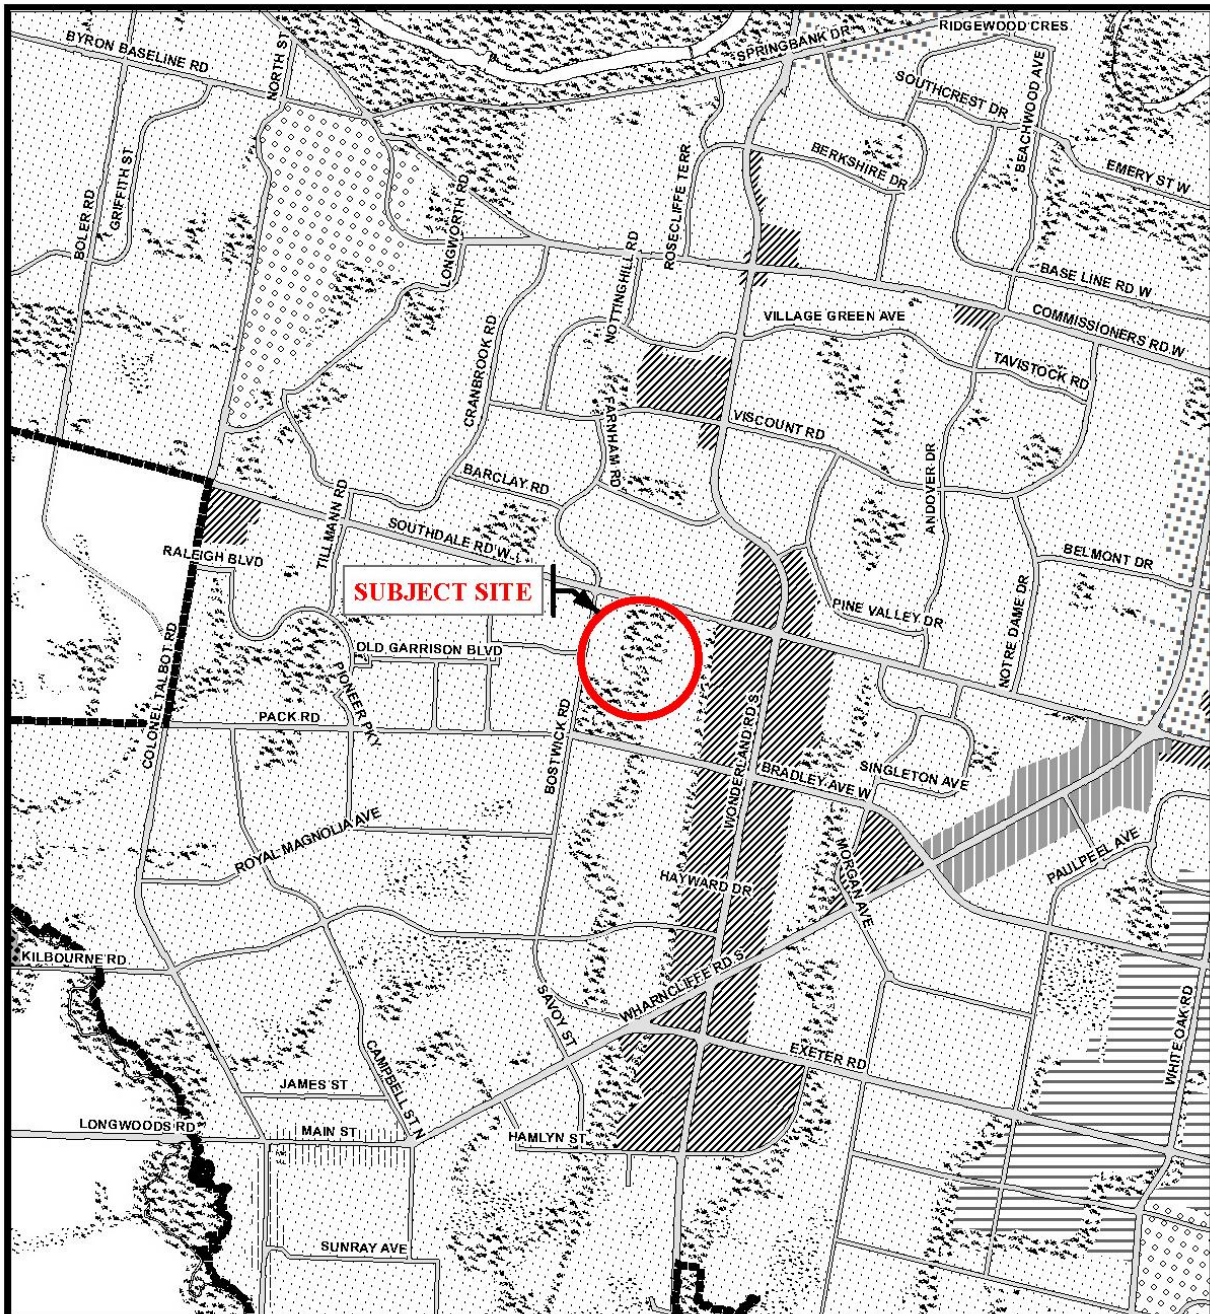 RIDGEWOOD CRES
BYRON BASELINE RD
NORTH ST
SPRINGBANK DR
BEACHWOOD AVE
SOUTHCREST DR
GRIFFITH ST
BERKSHIRE DR
EMERY ST W
BOLER RD
LONGWORTH RD
ROSECLIFFE TERR
NOTTINGHILL RD
BASE LINE RD W
VILLAGE GREEN AVE
COMMISSIONERS RD W
CRANBROOK RD
TAVISTOCK RD
FARNHAM RD
VISCOUNT RD
BARCLAY RD
ANDOVER DR
TILLMANN RD
SOUTHDALE RD W
RALEIGH BLVD
BELMONT DR
SUBJECT SITE
PINE VALLEY DR
NOTRE DAME DR
COLONEL TALBOT RD
OLD GARRISON BLVD
PIONEER PKY
PACK RD
BOSTWICK RD
WONDERLAND RD S
BRADLEY AVE W
SINGLETON AVE
ROYAL MAGNOLIA AVE
PAULPEEL AVE
HAYWARD DR
MORGAN AVE
KILBOURNE RD
WHARNCLIFFE RD S
SAVOY ST
WHITE OAK RD
EXETER RD
CAMPBELL ST N
JAMES ST
LONGWOODS RD
MAIN ST
HAMLYN ST
SUNRAY AVE